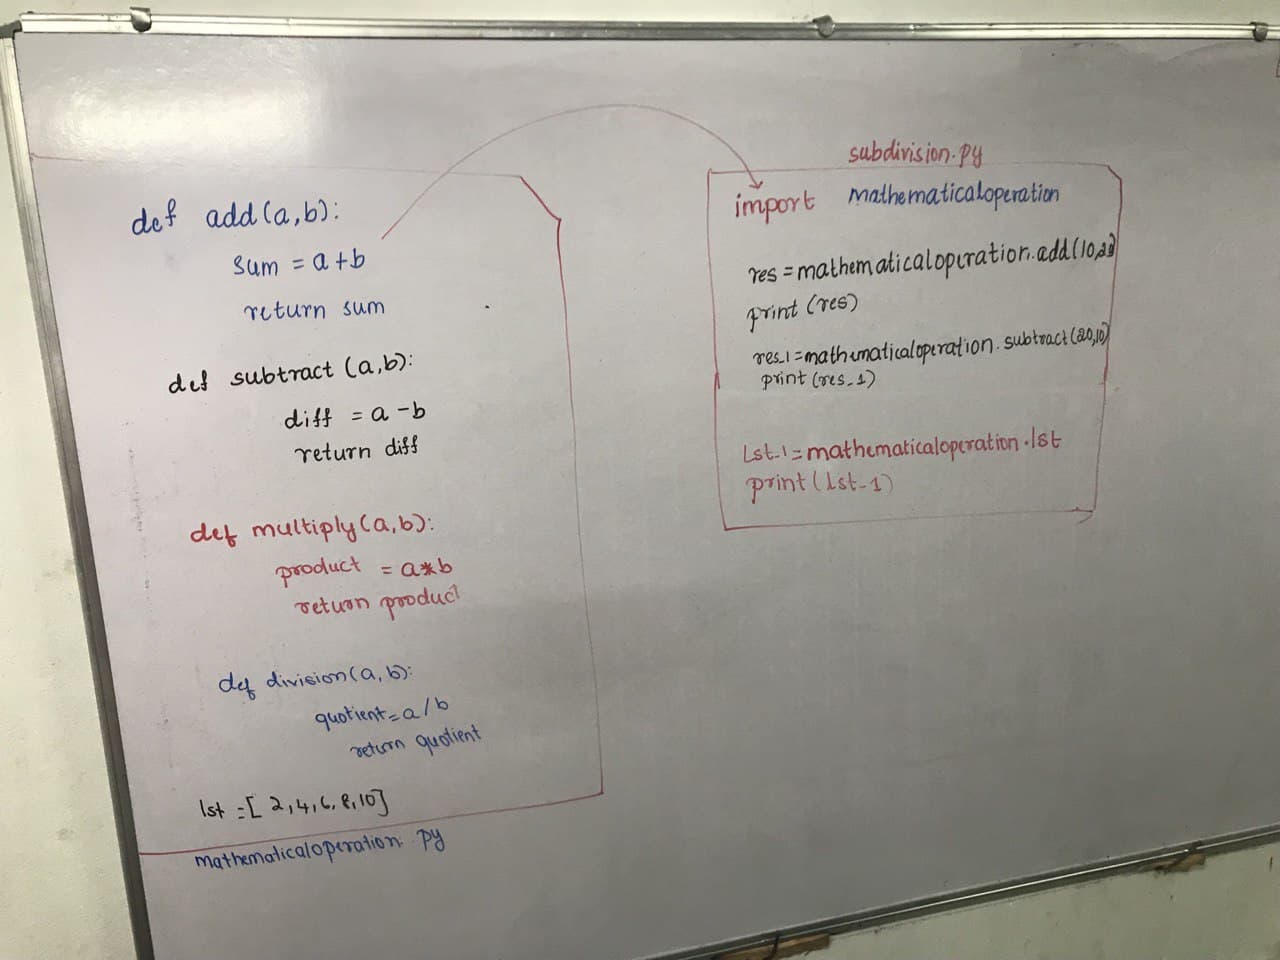 def add(a,b):
sum = a+b
return sum
def subtract (a,b):
diff = a-b
return diff
def multiply(a,b):
product = a*b
return product
def division(a,b):
quotient=a/b
return quotient
lst =[ 2,4,6,8,10]
mathematicaloperation. py
subdivision.py
import mathematicaloperation
res =mathematicaloperation.add(10,20)
print (res)
res_1=mathematicaloperation.subtract(20,10)
print (res_1)
Lst_1=mathematicaloperation.lst
print(lst_1)